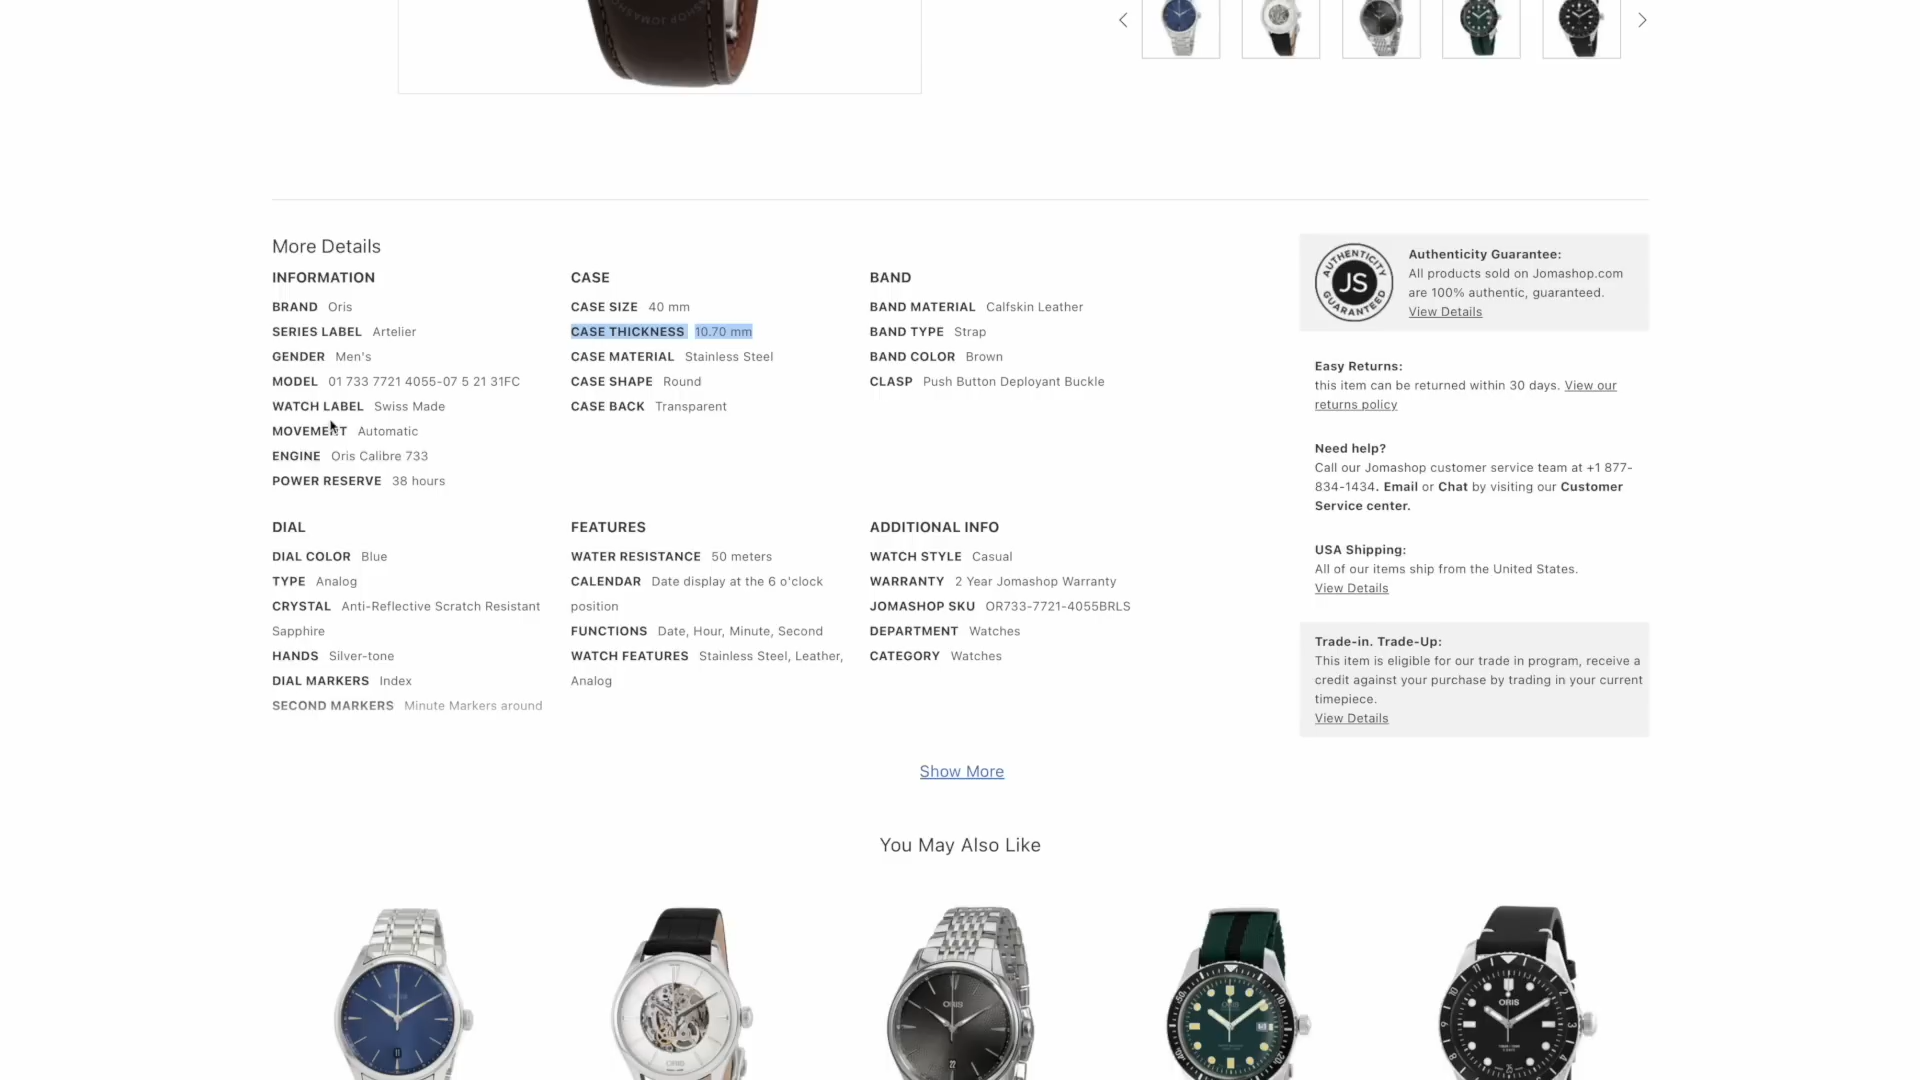 More Details
INFORMATION
BRAND Oris
SERIES LABEL Artelier
GENDER Men's
MODEL 01 733 7721 4055-07 5 21 31FC
WATCH LABEL Swiss Made
MOVEMENT Automatic
ENGINE Oris Calibre 733
POWER RESERVE 38 hours
CASE
CASE SIZE 40 mm
CASE THICKNESS 10.70 mm
CASE MATERIAL Stainless Steel
CASE SHAPE Round
CASE BACK Transparent
BAND
BAND MATERIAL Calfskin Leather
BAND TYPE Strap
BAND COLOR Brown
CLASP Push Button Deployant Buckle
DIAL
DIAL COLOR Blue
TYPE Analog
CRYSTAL Anti-Reflective Scratch Resistant
Sapphire
HANDS Silver-tone
DIAL MARKERS Index
SECOND MARKERS Minute Markers around
FEATURES
WATER RESISTANCE 50 meters
CALENDAR Date display at the 6 o'clock
position
FUNCTIONS Date, Hour, Minute, Second
WATCH FEATURES Stainless Steel, Leather,
Analog
ADDITIONAL INFO
WATCH STYLE Casual
WARRANTY 2 Year Jomashop Warranty
JOMASHOP SKU OR733-7721-4055BRLS
DEPARTMENT Watches
CATEGORY Watches
AUTHENTICITY
JS
GUARANTEED
Authenticity Guarantee:
All products sold on Jomashop.com
are 100% authentic, guaranteed.
View Details
Easy Returns:
this item can be returned within 30 days. View our
returns policy
Need help?
Call our Jomashop customer service team at +1 877-
834-1434. Email or Chat by visiting our Customer
Service center.
USA Shipping:
All of our items ship from the United States.
View Details
Trade-in. Trade-Up:
This item is eligible for our trade in program, receive a
credit against your purchase by trading in your current
timepiece.
View Details
Show More
You May Also Like
ORIS
ORIS
ORIS
ORIS